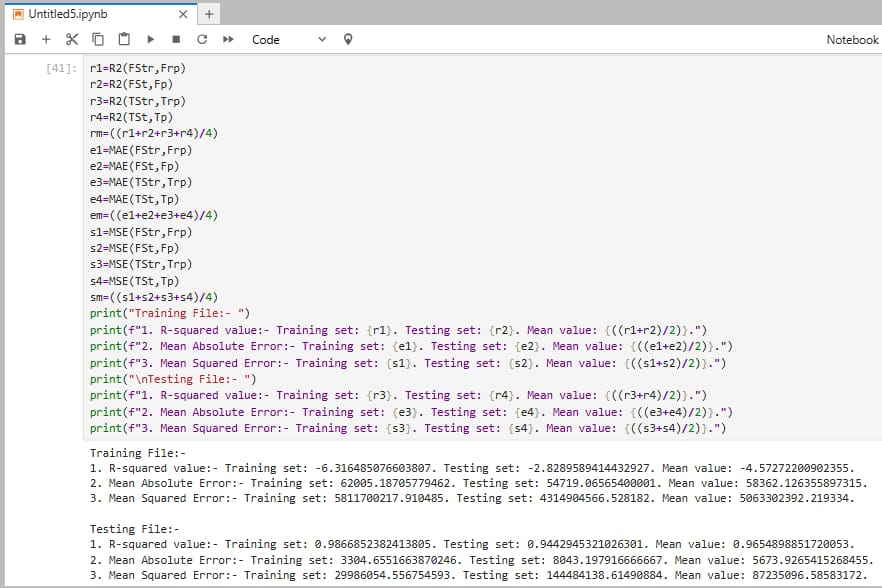 Untitled5.ipynb
Code
Notebook
[41]:
r1=R2(FStr,Frp)
r2=R2(FSt,Fp)
r3=R2(TStr,Trp)
r4=R2(TSt,Tp)
rm=((r1+r2+r3+r4)/4)
e1=MAE(FStr,Frp)
e2=MAE(FSt,Fp)
e3=MAE(TStr,Trp)
e4=MAE(TSt,Tp)
em=((e1+e2+e3+e4)/4)
s1=MSE(FStr,Frp)
s2=MSE(FSt,Fp)
s3=MSE(TStr,Trp)
s4=MSE(TSt,Tp)
sm=((s1+s2+s3+s4)/4)
print("Training File:- ")
print(f"1. R-squared value:- Training set: {r1}. Testing set: {r2}. Mean value: {((r1+r2)/2)}.")
print(f"2. Mean Absolute Error:- Training set: {e1}. Testing set: {e2}. Mean value: {((e1+e2)/2)}.")
print(f"3. Mean Squared Error:- Training set: {s1}. Testing set: {s2}. Mean value: {((s1+s2)/2)}.")
print("\nTesting File:- ")
print(f"1. R-squared value:- Training set: {r3}. Testing set: {r4}. Mean value: {((r3+r4)/2)}.")
print(f"2. Mean Absolute Error:- Training set: {e3}. Testing set: {e4}. Mean value: {((e3+e4)/2)}.")
print(f"3. Mean Squared Error:- Training set: {s3}. Testing set: {s4}. Mean value: {((s3+s4)/2)}.")
Training File:-
1. R-squared value:- Training set: -6.316485076603807. Testing set: -2.8289589414432927. Mean value: -4.57272200902355.
2. Mean Absolute Error:- Training set: 62005.18705779462. Testing set: 54719.06565400001. Mean value: 58362.126355897315.
3. Mean Squared Error:- Training set: 5811700217.910485. Testing set: 4314904566.528182. Mean value: 5063302392.219334.
Testing File:-
1. R-squared value:- Training set: 0.9866852382413805. Testing set: 0.9442945321026301. Mean value: 0.9654898851720053.
2. Mean Absolute Error:- Training set: 3304.6551663870246. Testing set: 8043.197916666667. Mean value: 5673.9265415268455.
3. Mean Squared Error:- Training set: 29986054.556754593. Testing set: 144484138.61490884. Mean value: 87235096.58583172.